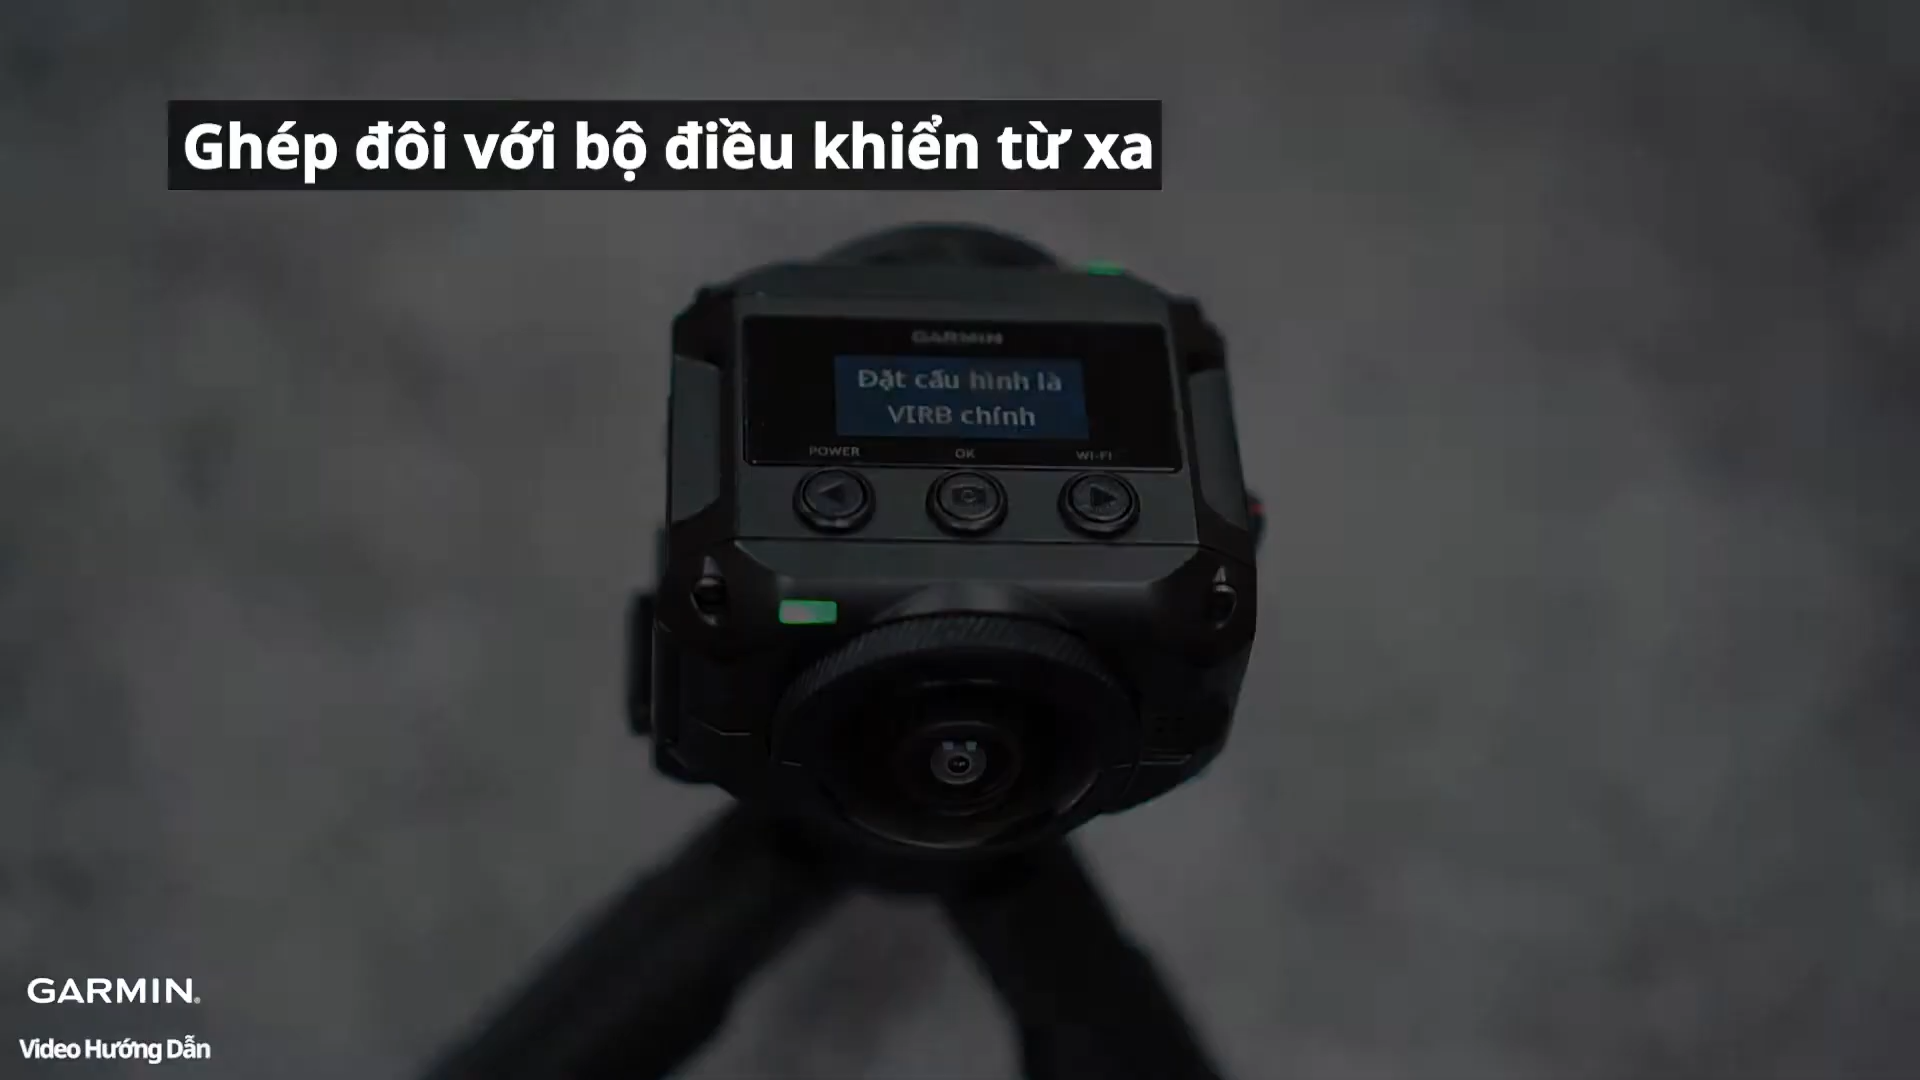 Ghép đôi với bộ điều khiển từ xa
GARMIN
Đặt cấu hình là
VIRB chính
POWER
OK
WI-FI
GARMIN®
Video Hướng Dẫn